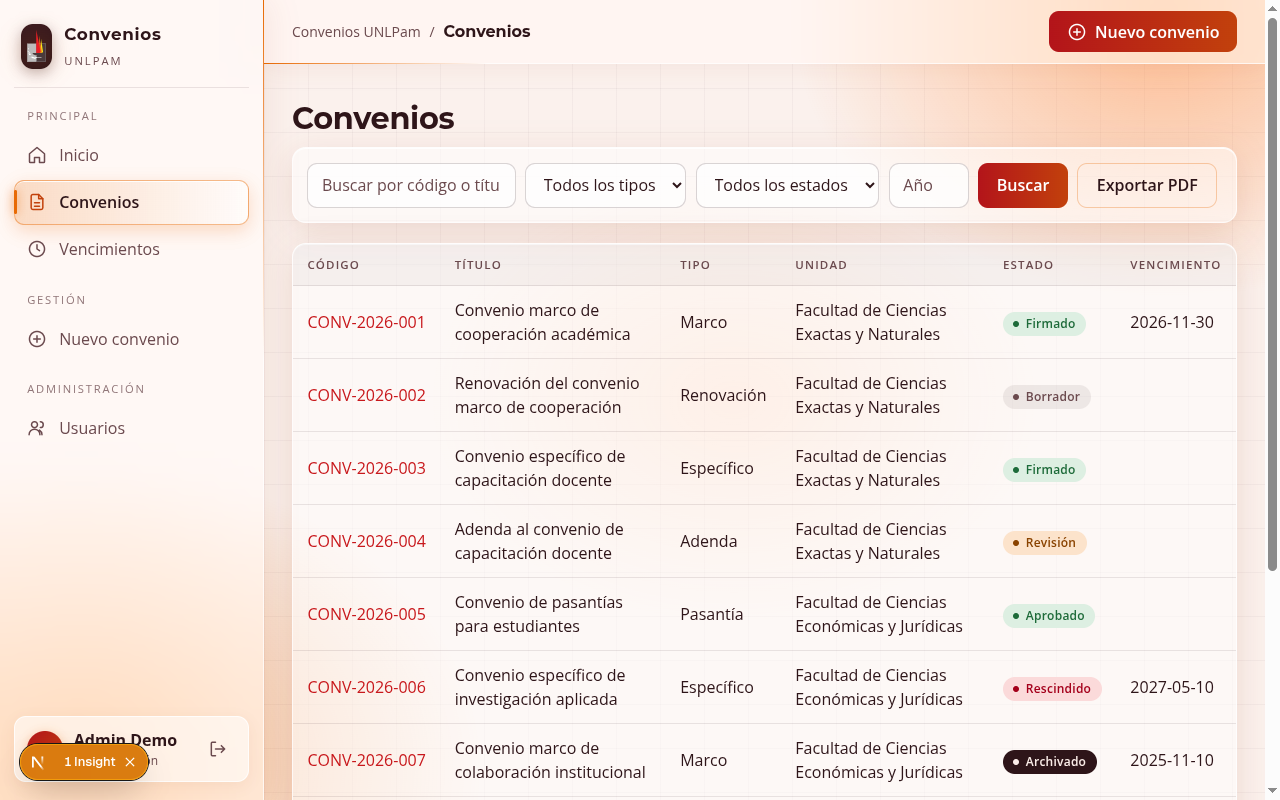 Convenios
UNLPAM
PRINCIPAL
Inicio
Convenios
Vencimientos
GESTIÓN
Nuevo convenio
ADMINISTRACIÓN
Usuarios
Admin Demo
1 Insight
Convenios UNLPam / Convenios
Nuevo convenio
Convenios
Buscar por código o títu
Todos los tipos
Todos los estados
Año
Buscar
Exportar PDF
CÓDIGO TÍTULO TIPO UNIDAD ESTADO VENCIMIENTO
CONV-2026-001 Convenio marco de cooperación académica Marco Facultad de Ciencias Exactas y Naturales Firmado 2026-11-30
CONV-2026-002 Renovación del convenio marco de cooperación Renovación Facultad de Ciencias Exactas y Naturales Borrador
CONV-2026-003 Convenio específico de capacitación docente Específico Facultad de Ciencias Exactas y Naturales Firmado
CONV-2026-004 Adenda al convenio de capacitación docente Adenda Facultad de Ciencias Exactas y Naturales Revisión
CONV-2026-005 Convenio de pasantías para estudiantes Pasantía Facultad de Ciencias Económicas y Jurídicas Aprobado
CONV-2026-006 Convenio específico de investigación aplicada Específico Facultad de Ciencias Económicas y Jurídicas Rescindido 2027-05-10
CONV-2026-007 Convenio marco de colaboración institucional Marco Facultad de Ciencias Económicas y Jurídicas Archivado 2025-11-10